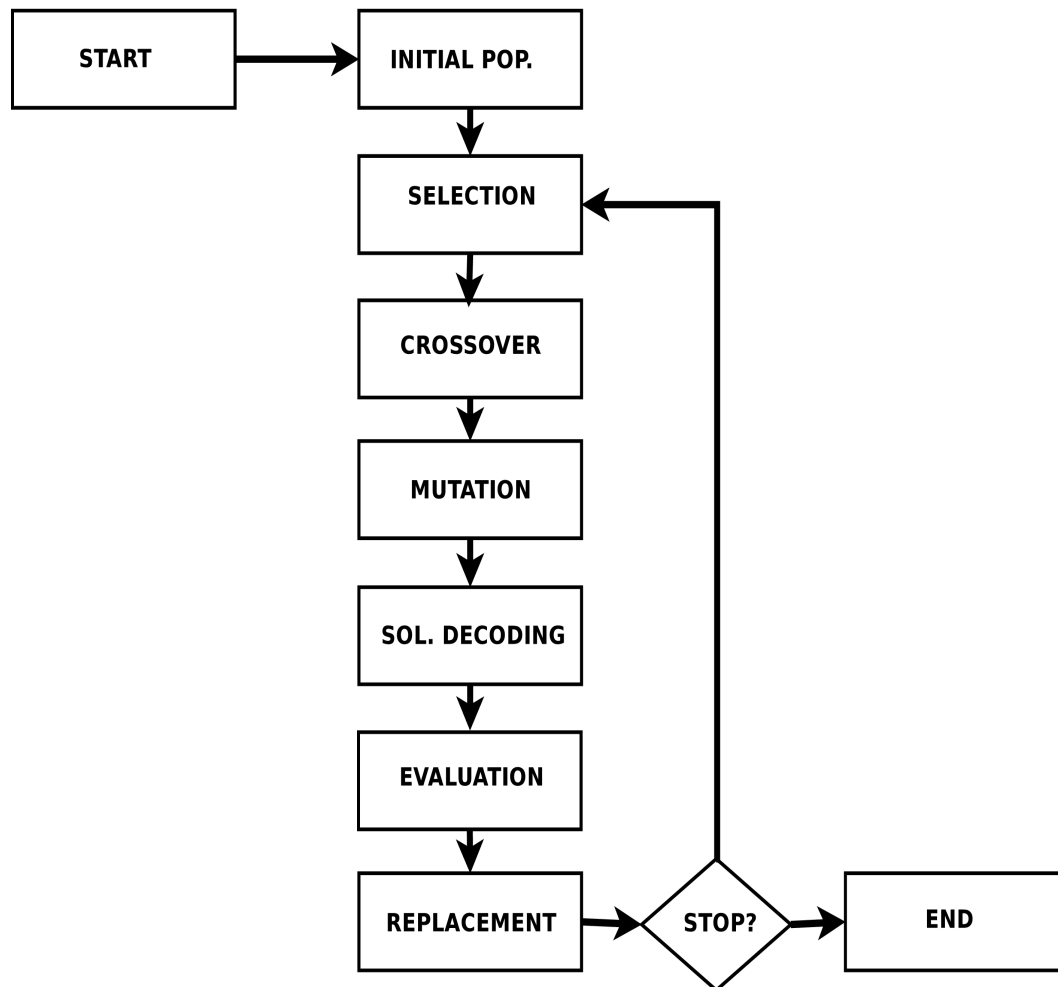 START
INITIAL POP.
SELECTION
CROSSOVER
MUTATION
SOL. DECODING
EVALUATION
REPLACEMENT
STOP?
END